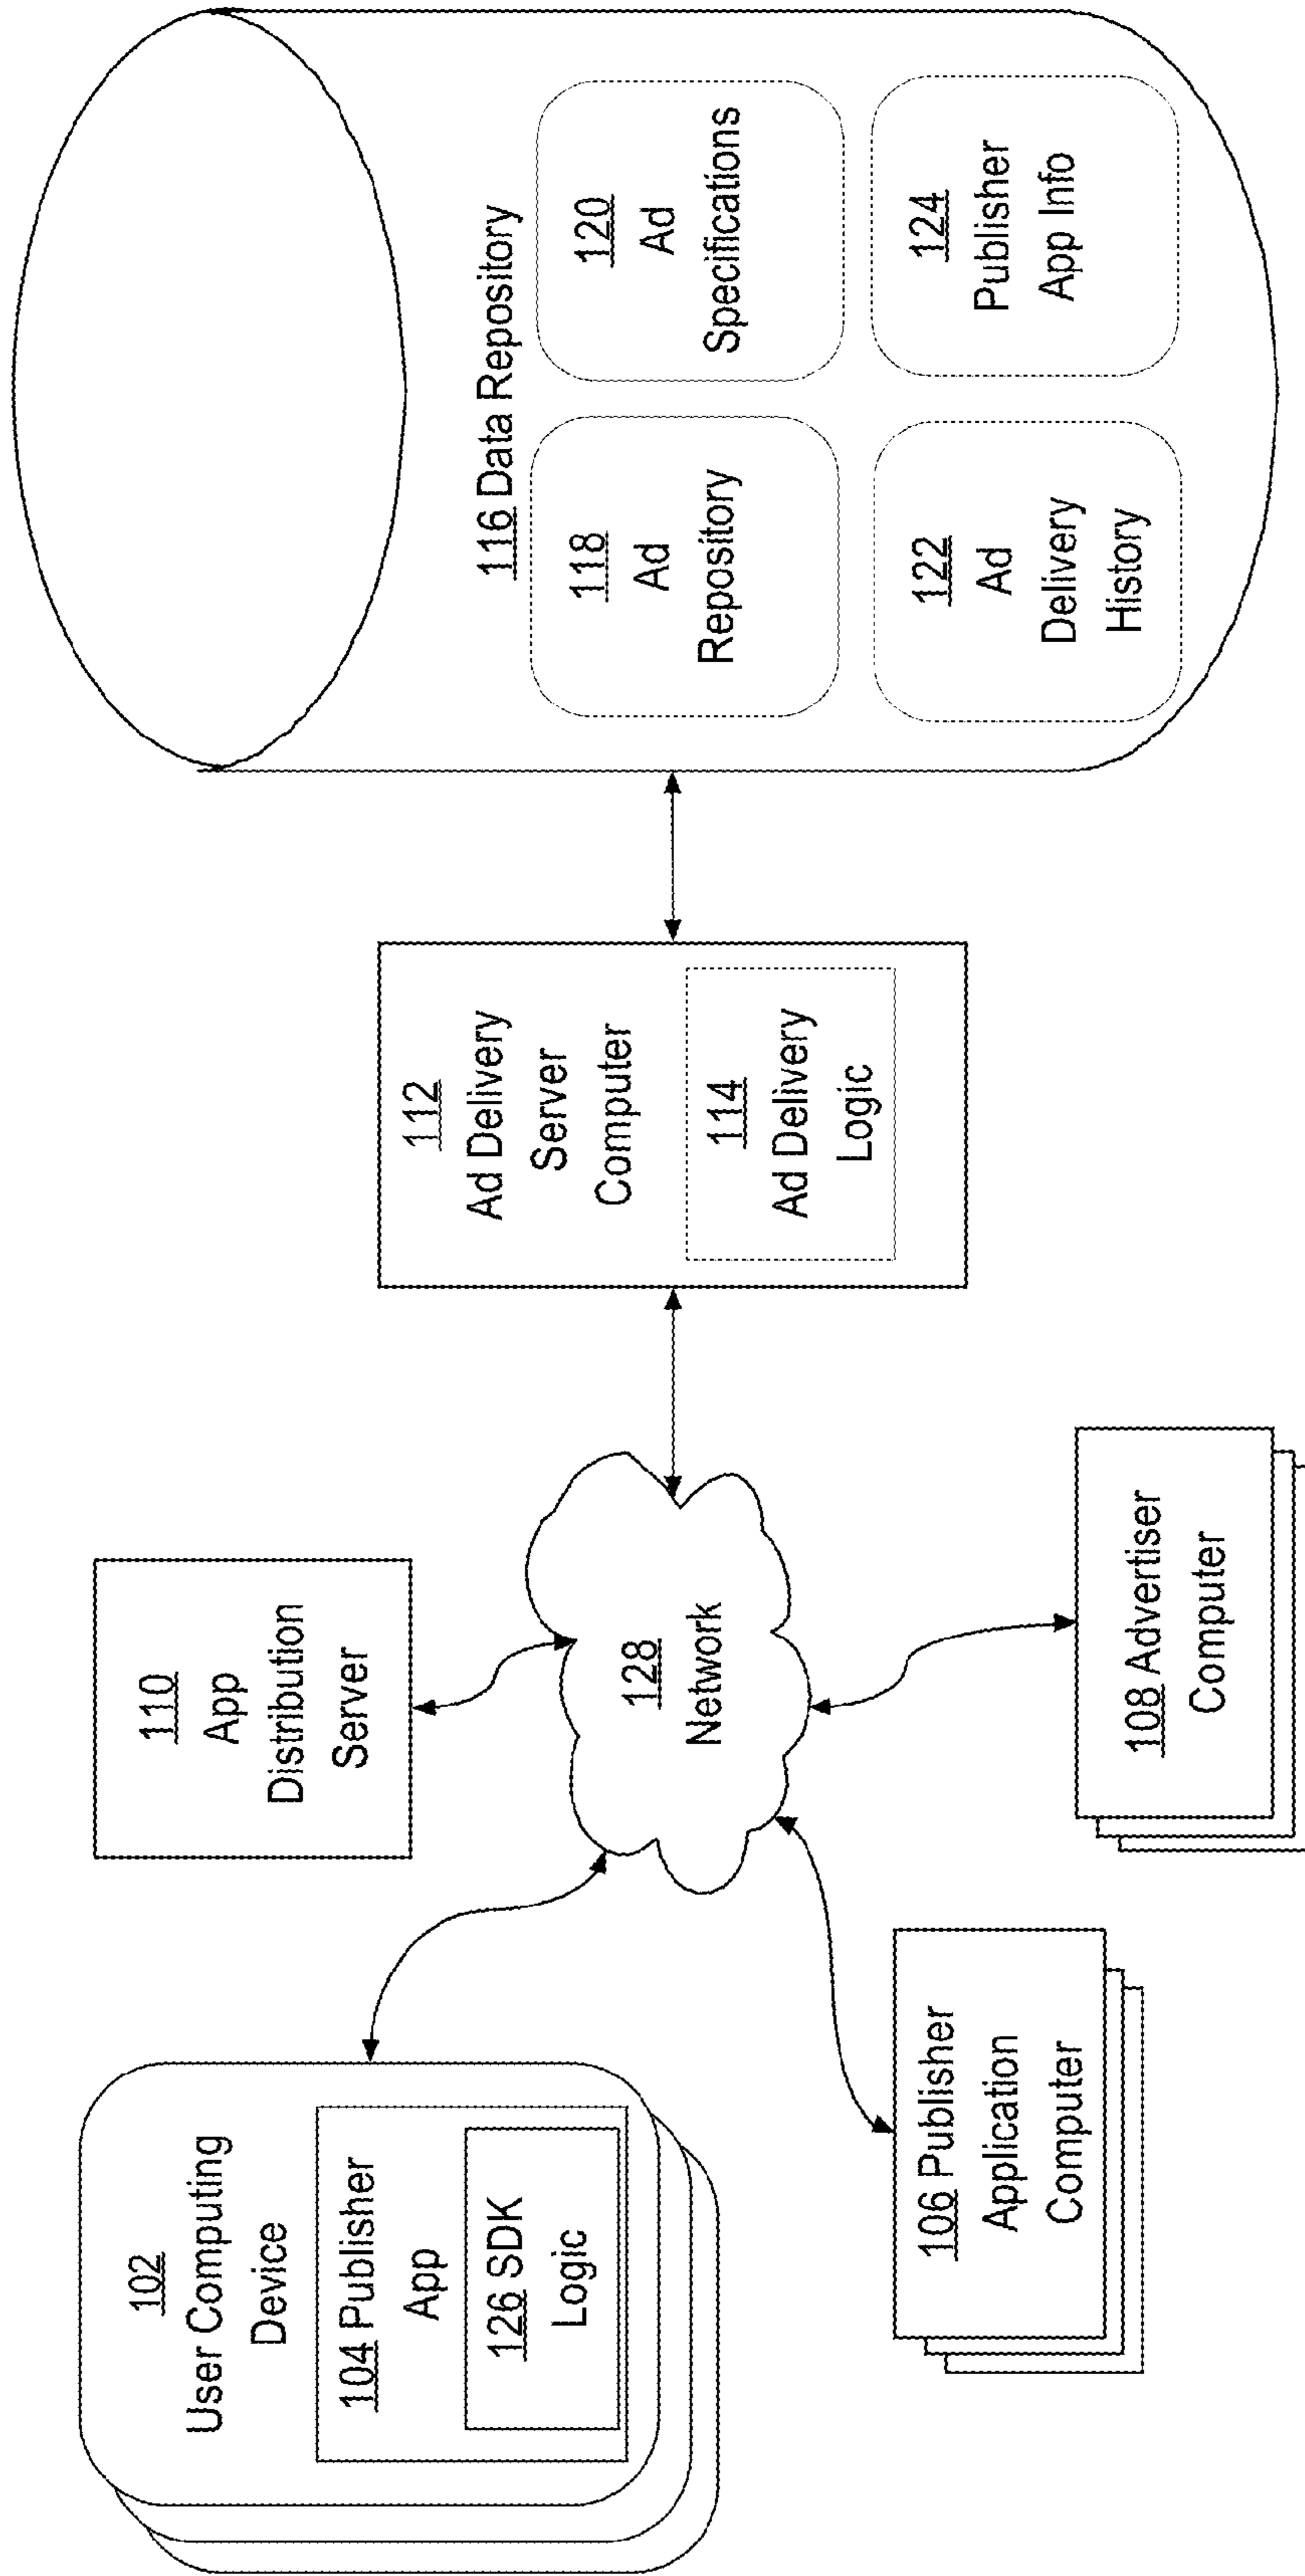 102
User Computing
Device
104 Publisher
App
126 SDK
Logic
110
App
Distribution
Server
128
Network
106 Publisher
Application
Computer
108 Advertiser
Computer
112
Ad Delivery
Server
Computer
114
Ad Delivery
Logic
116 Data Repository
118
Ad
Repository
120
Ad
Specifications
122
Ad
Delivery
History
124
Publisher
App Info